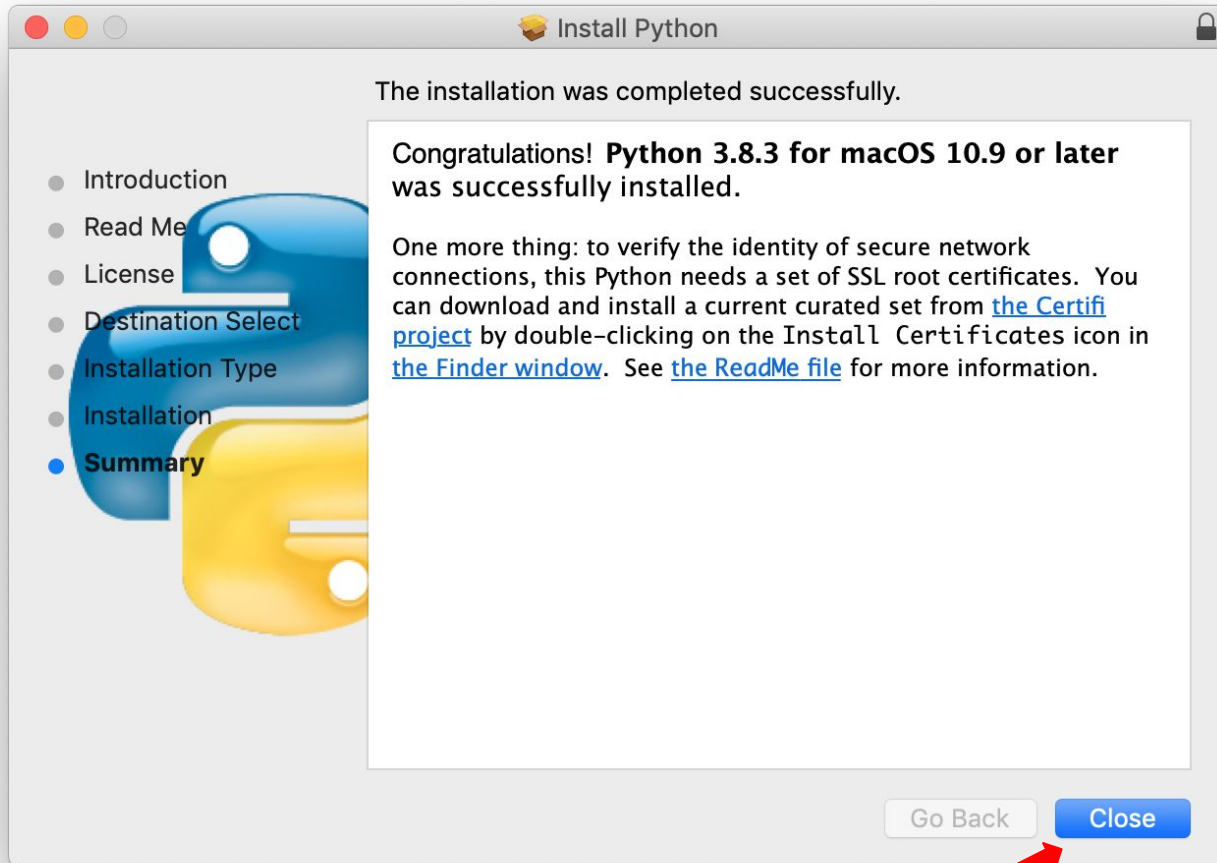 Install Python
The installation was completed successfully.
Introduction
Read Me
License
Destination Select
Installation Type
Installation
Summary
Congratulations! Python 3.8.3 for macOS 10.9 or later
was successfully installed.
One more thing: to verify the identity of secure network
connections, this Python needs a set of SSL root certificates. You
can download and install a current curated set from the Certifi
project by double-clicking on the Install Certificates icon in
the Finder window. See the ReadMe file for more information.
Go Back
Close